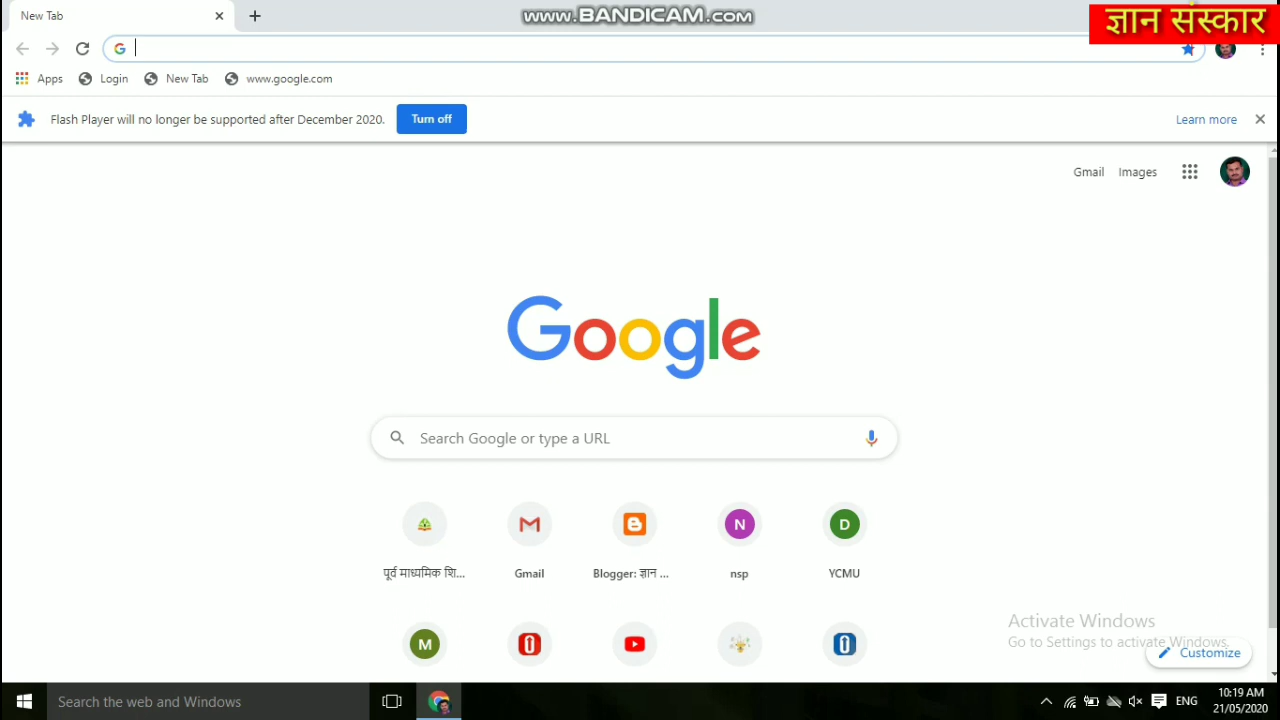 New Tab
www.BANDICAM.com
ज्ञान संस्कार
Apps
Login
New Tab
www.google.com
Flash Player will no longer be supported after December 2020.
Turn off
Learn more
Gmail
Images
Google
Search Google or type a URL
पूर्व माध्यमिक शि...
Gmail
Blogger: ज्ञान ...
nsp
YCMU
N
D
M
Activate Windows
Go to Settings to activate Windows.
Customize
Search the web and Windows
ENG
10:19 AM
21/05/2020